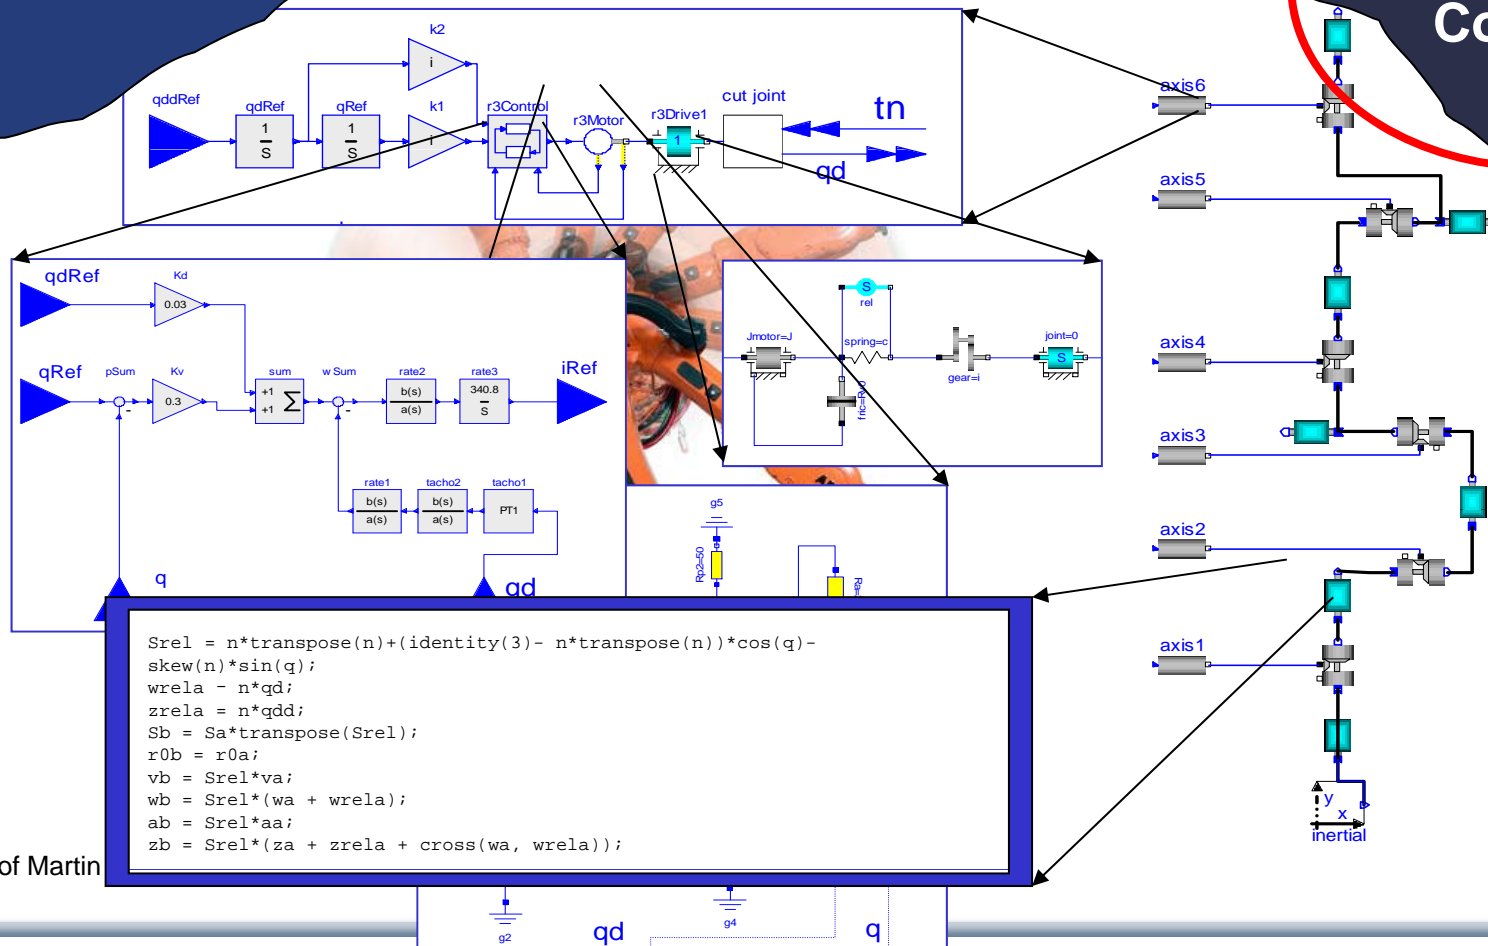 Co
k2
i
qddRef
qdRef
qRef
k1
r3Control
r3Motor
r3Drive1
cut joint
tn
qd
1
S
1
S
i
1
axis6
axis5
axis4
axis3
axis2
axis1
y
x
inertial
qdRef
Kd
0.03
qRef
pSum
Kv
0.3
sum
+1
+1
Σ
w Sum
rate2
b(s)
a(s)
rate3
340.8
S
iRef
-
-
rate1
b(s)
a(s)
tacho2
b(s)
a(s)
tacho1
PT1
q
qd
S
rel
Jmotor=J
spring=c
gear=i
joint=0
S
g5
Rp2=50
Srel = n*transpose(n)+(identity(3)- n*transpose(n))*cos(q)-
skew(n)*sin(q);
wrela - n*qd;
zrela = n*qdd;
Sb = Sa*transpose(Srel);
r0b = r0a;
vb = Srel*va;
wb = Srel*(wa + wrela);
ab = Srel*aa;
zb = Srel*(za + zrela + cross(wa, wrela));
of Martin
g2
qd
g4
q